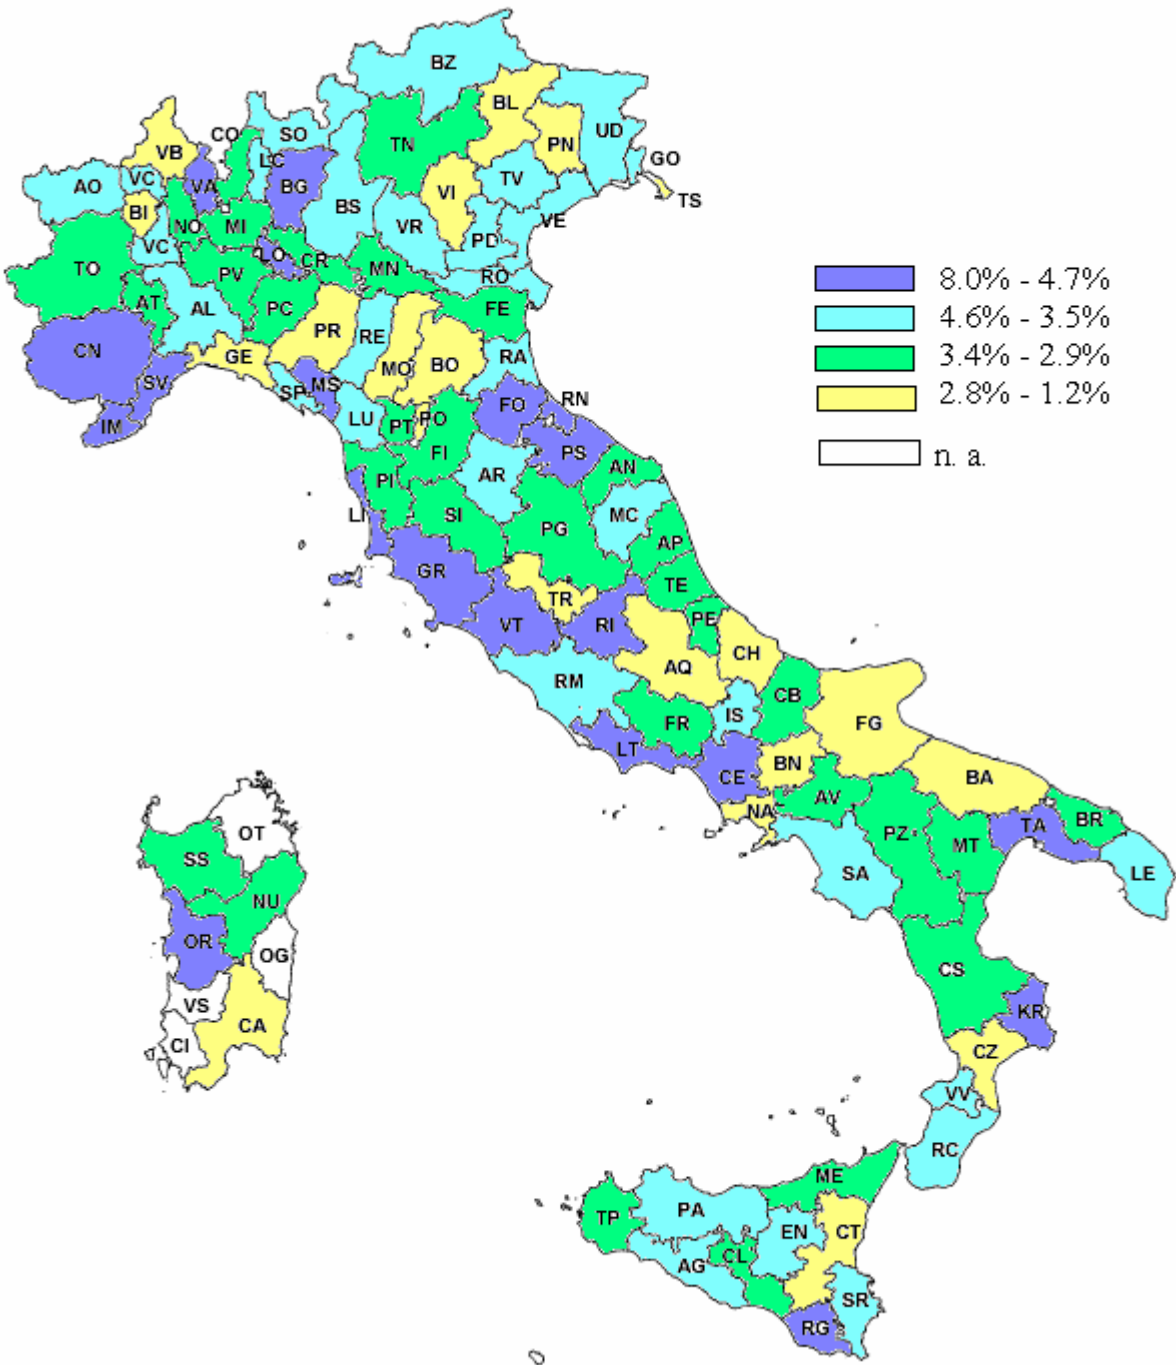 BZ
BL
CO
SO
UD
TN
PN
VB
LC
GO
AO
VC
VA
BG
VI
TV
TS
BI
BS
NO
MI
VR
VE
VC
PD
TO
LO
CR
MN
RO
PV
AT
PC
FE
AL
CN
PR
RE
GE
MO
BO
RA
SV
SP
MS
FO
RN
IM
LU
PT
PO
PS
FI
AR
AN
PI
LI
SI
PG
MC
AP
GR
TE
TR
VT
RI
PE
CH
AQ
RM
CB
IS
FR
FG
LT
CE
BN
BA
AV
NA
PZ
MT
TA
BR
SA
LE
OT
SS
NU
OR
OG
CS
VS
CA
CI
KR
CZ
VV
RC
ME
TP
PA
EN
CT
CL
AG
SR
RG
8.0% - 4.7%
4.6% - 3.5%
3.4% - 2.9%
2.8% - 1.2%
n. a.